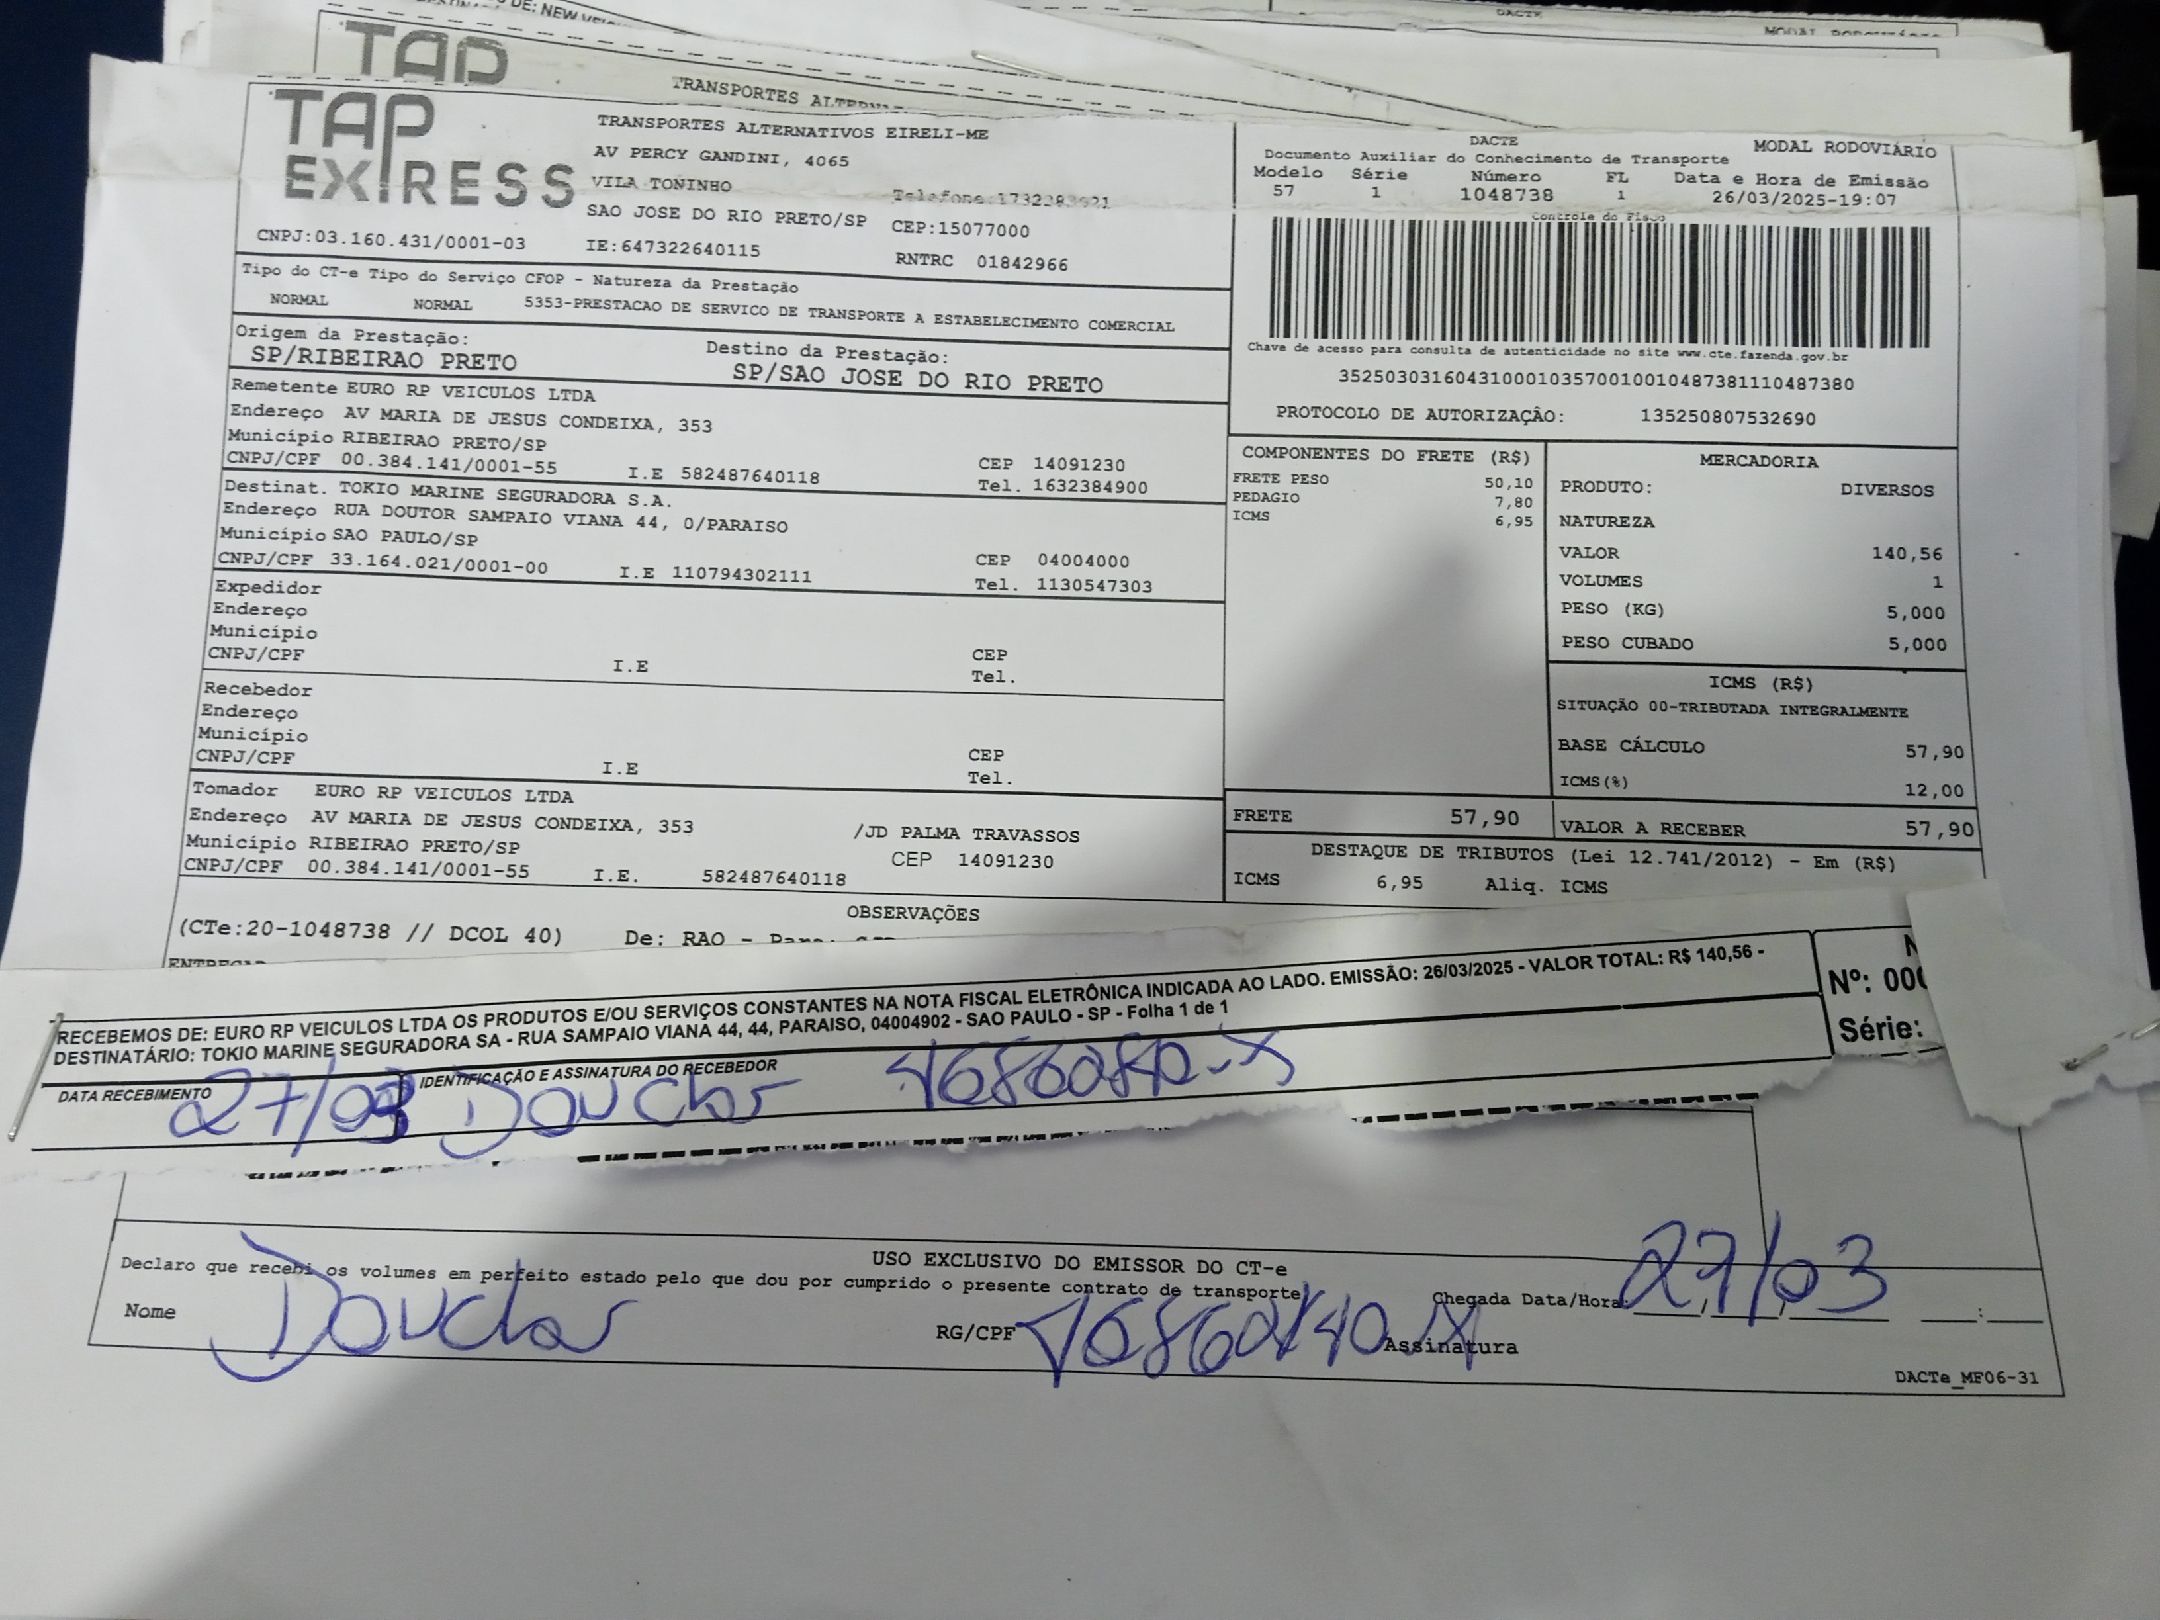 DE: NEW
DACTE
MODAL RODOVIÁRIO
TAP
TRANSPORTES
TAP EXPRESS
TRANSPORTES ALTERNATIVOS EIRELI-ME
AV PERCY GANDINI, 4065
VILA TONINHO
SAO JOSE DO RIO PRETO/SP CEP:15077000
CNPJ:03.160.431/0001-03 IE:647322640115 RNTRC 01842966
DACTE MODAL RODOVIÁRIO
Documento Auxiliar do Conhecimento de Transporte
Modelo Série Número FL Data e Hora de Emissão
57 1 1048738 1 26/03/2025-19:07
Controle do Fisco
Chave de acesso para consulta de autenticidade no site www.cte.fazenda.gov.br
35250303160431000103570010010487381110487380
PROTOCOLO DE AUTORIZAÇÃO: 135250807532690
Tipo do CT-e Tipo do Serviço CFOP - Natureza da Prestação
NORMAL NORMAL 5353-PRESTACAO DE SERVICO DE TRANSPORTE A ESTABELECIMENTO COMERCIAL
Origem da Prestação: Destino da Prestação:
SP/RIBEIRAO PRETO SP/SAO JOSE DO RIO PRETO
Remetente EURO RP VEICULOS LTDA
Endereço AV MARIA DE JESUS CONDEIXA, 353
Município RIBEIRAO PRETO/SP CEP 14091230
CNPJ/CPF 00.384.141/0001-55 I.E 582487640118 Tel. 1632384900
Destinat. TOKIO MARINE SEGURADORA S.A.
Endereço RUA DOUTOR SAMPAIO VIANA 44, 0/PARAISO
Município SAO PAULO/SP CEP 04004000
CNPJ/CPF 33.164.021/0001-00 I.E 110794302111 Tel. 1130547303
Expedidor
Endereço
Município CEP
CNPJ/CPF I.E Tel.
Recebedor
Endereço
Município CEP
CNPJ/CPF I.E Tel.
Tomador EURO RP VEICULOS LTDA
Endereço AV MARIA DE JESUS CONDEIXA, 353 /JD PALMA TRAVASSOS
Município RIBEIRAO PRETO/SP CEP 14091230
CNPJ/CPF 00.384.141/0001-55 I.E. 582487640118
COMPONENTES DO FRETE (R$)
FRETE PESO 50,10
PEDAGIO 7,80
ICMS 6,95
MERCADORIA
PRODUTO: DIVERSOS
NATUREZA
VALOR 140,56
VOLUMES 1
PESO (KG) 5,000
PESO CUBADO 5,000
ICMS (R$)
SITUAÇÃO 00-TRIBUTADA INTEGRALMENTE
BASE CÁLCULO 57,90
ICMS(%) 12,00
FRETE 57,90 VALOR A RECEBER 57,90
DESTAQUE DE TRIBUTOS (Lei 12.741/2012) - Em (R$)
ICMS 6,95 Aliq. ICMS
OBSERVAÇÕES
(CTe:20-1048738 // DCOL 40) De: RAO -
RECEBEMOS DE: EURO RP VEICULOS LTDA OS PRODUTOS E/OU SERVIÇOS CONSTANTES NA NOTA FISCAL ELETRÔNICA INDICADA AO LADO. EMISSÃO: 26/03/2025 - VALOR TOTAL: R$ 140,56 -
DESTINATÁRIO: TOKIO MARINE SEGURADORA SA - RUA SAMPAIO VIANA 44, 44, PARAISO, 04004902 - SAO PAULO - SP - Folha 1 de 1
Nº: 00
Série:
DATA RECEBIMENTO IDENTIFICAÇÃO E ASSINATURA DO RECEBEDOR
27/03
USO EXCLUSIVO DO EMISSOR DO CT-e
Declaro que recebi os volumes em perfeito estado pelo que dou por cumprido o presente contrato de transporte
Chegada Data/Hora: 27/03
Nome RG/CPF Assinatura
DACTe_MF06-31